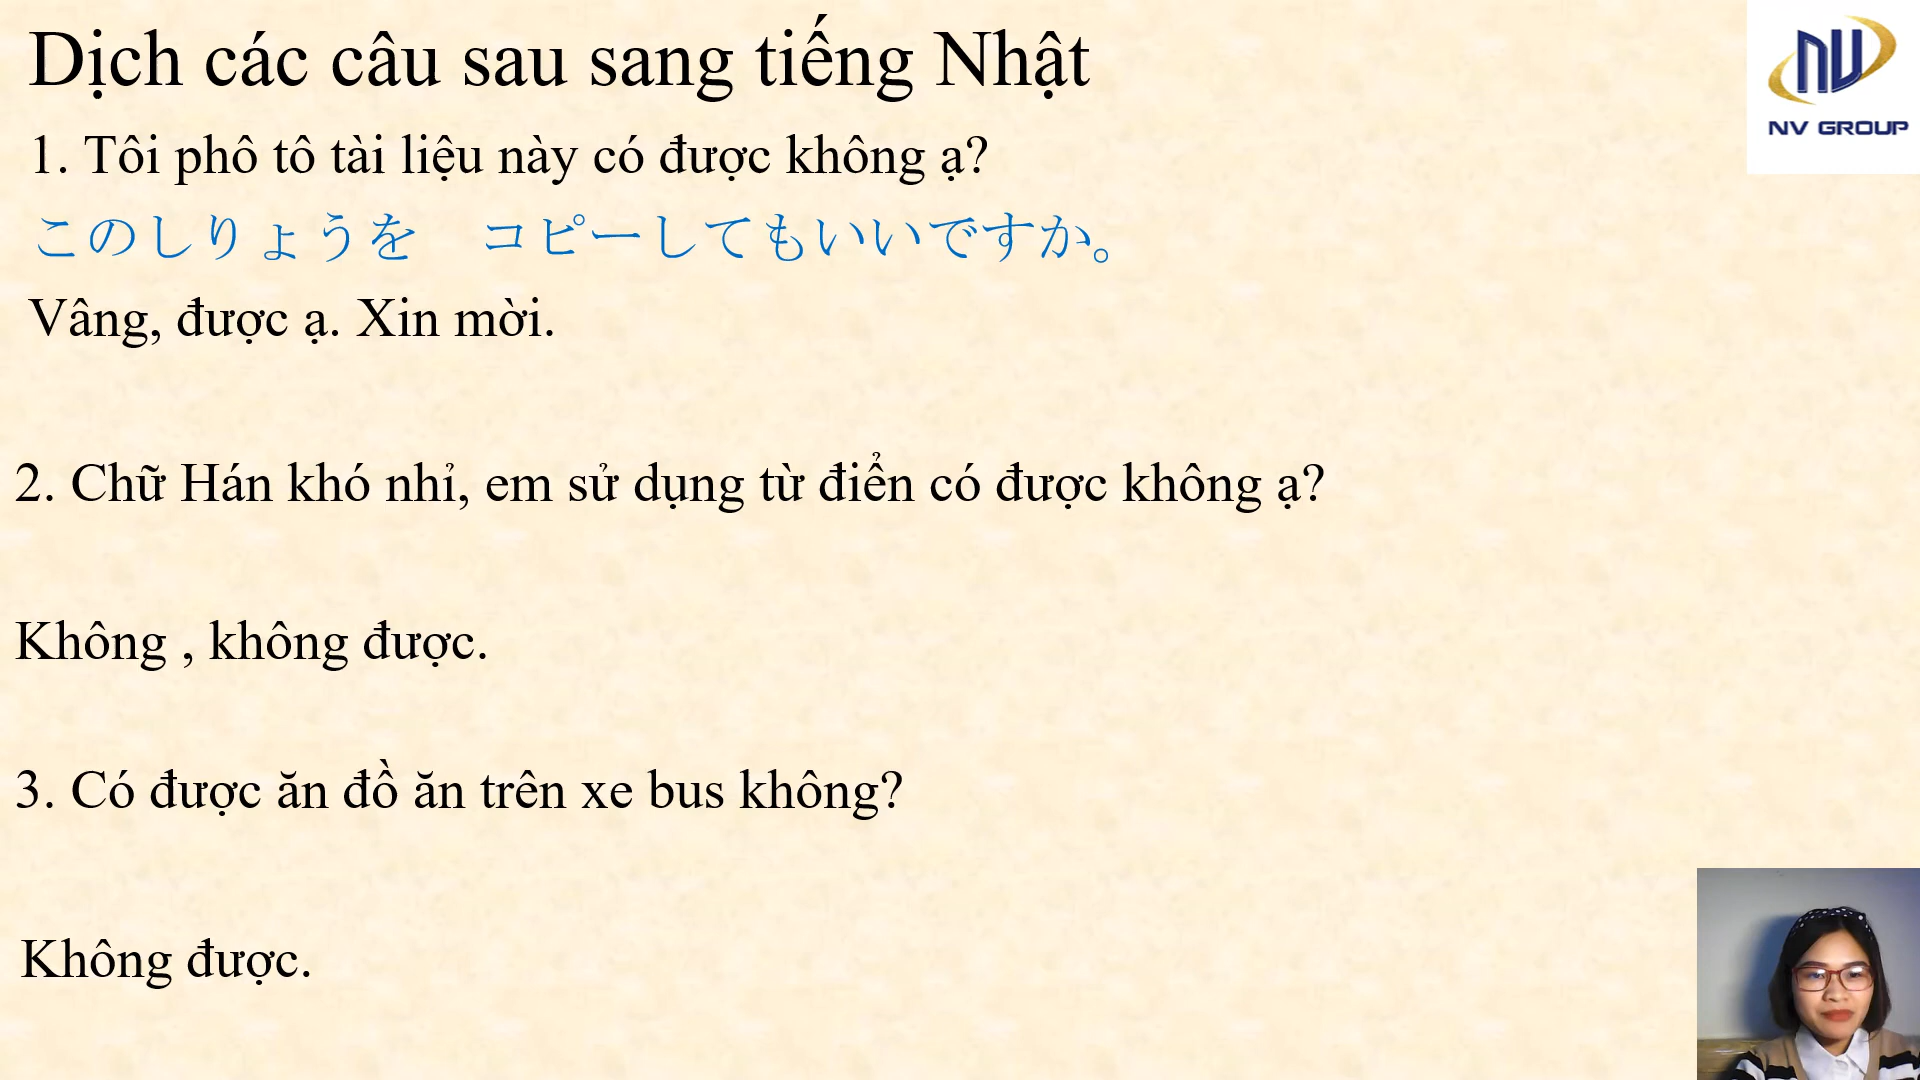 Dịch các câu sau sang tiếng Nhật
NV GROUP
1. Tôi phô tô tài liệu này có được không ạ?
このしりょうを　コピーしてもいいですか。
Vâng, được ạ. Xin mời.
2. Chữ Hán khó nhỉ, em sử dụng từ điển có được không ạ?
Không , không được.
3. Có được ăn đồ ăn trên xe bus không?
Không được.